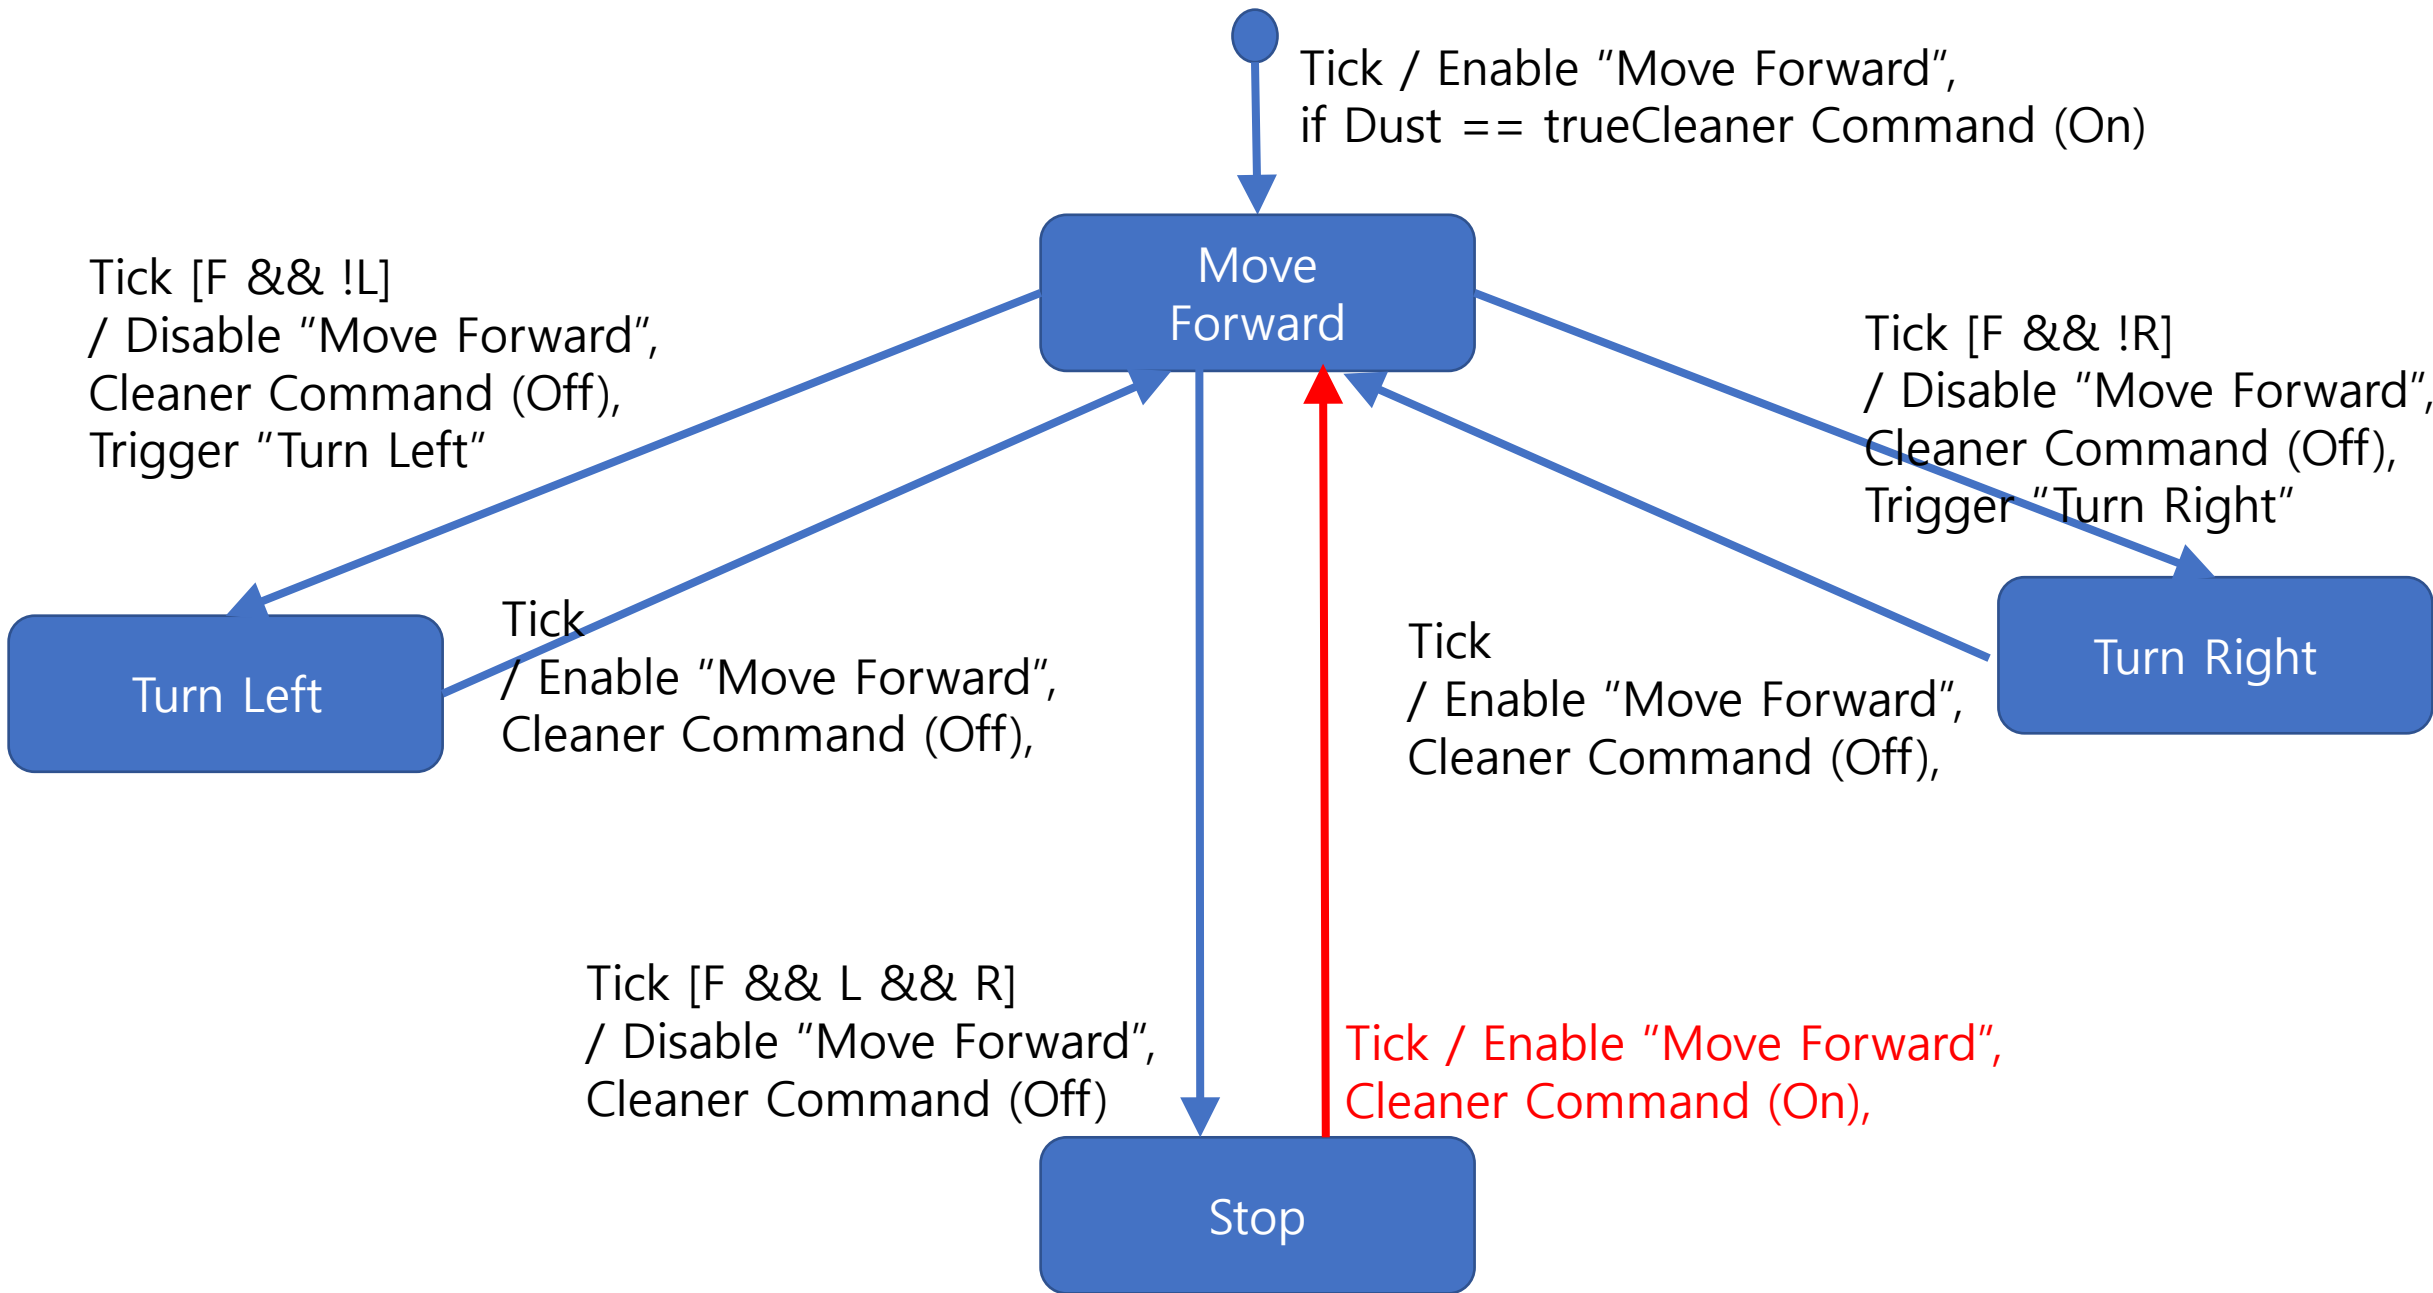 Tick / Enable “Move Forward”,
if Dust == trueCleaner Command (On)
Move
Forward
Tick [F && !L]
/ Disable “Move Forward”,
Cleaner Command (Off),
Trigger “Turn Left”
Tick [F && !R]
/ Disable “Move Forward”,
Cleaner Command (Off),
Trigger “Turn Right”
Turn Left
Tick
/ Enable “Move Forward”,
Cleaner Command (Off),
Tick
/ Enable “Move Forward”,
Cleaner Command (Off),
Turn Right
Tick [F && L && R]
/ Disable “Move Forward”,
Cleaner Command (Off)
Tick / Enable “Move Forward”,
Cleaner Command (On),
Stop